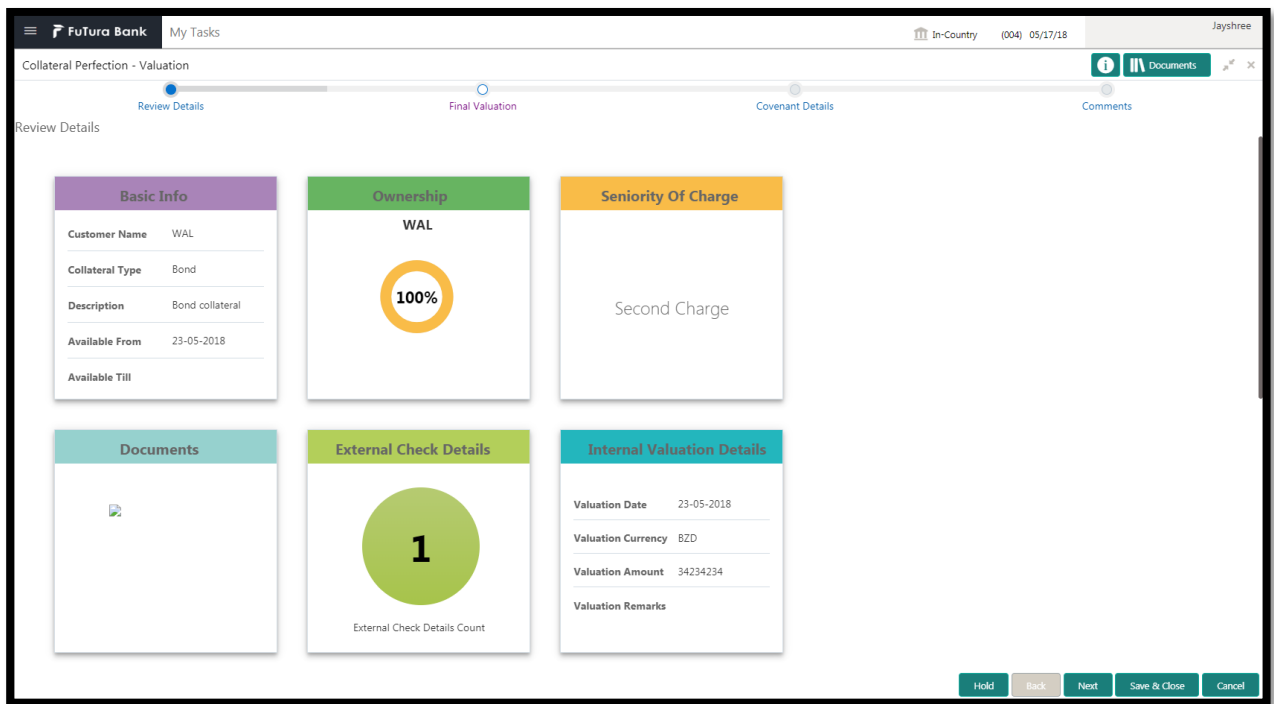 FuTura Bank My Tasks In-Country (004) 05/17/18 Jayshree
Collateral Perfection - Valuation i Documents
Review Details Final Valuation Covenant Details Comments
Review Details
Basic Info
Customer Name WAL
Collateral Type Bond
Description Bond collateral
Available From 23-05-2018
Available Till
Ownership
WAL
100%
Seniority Of Charge
Second Charge
Documents
External Check Details
1
External Check Details Count
Internal Valuation Details
Valuation Date 23-05-2018
Valuation Currency BZD
Valuation Amount 34234234
Valuation Remarks
Hold Back Next Save & Close Cancel